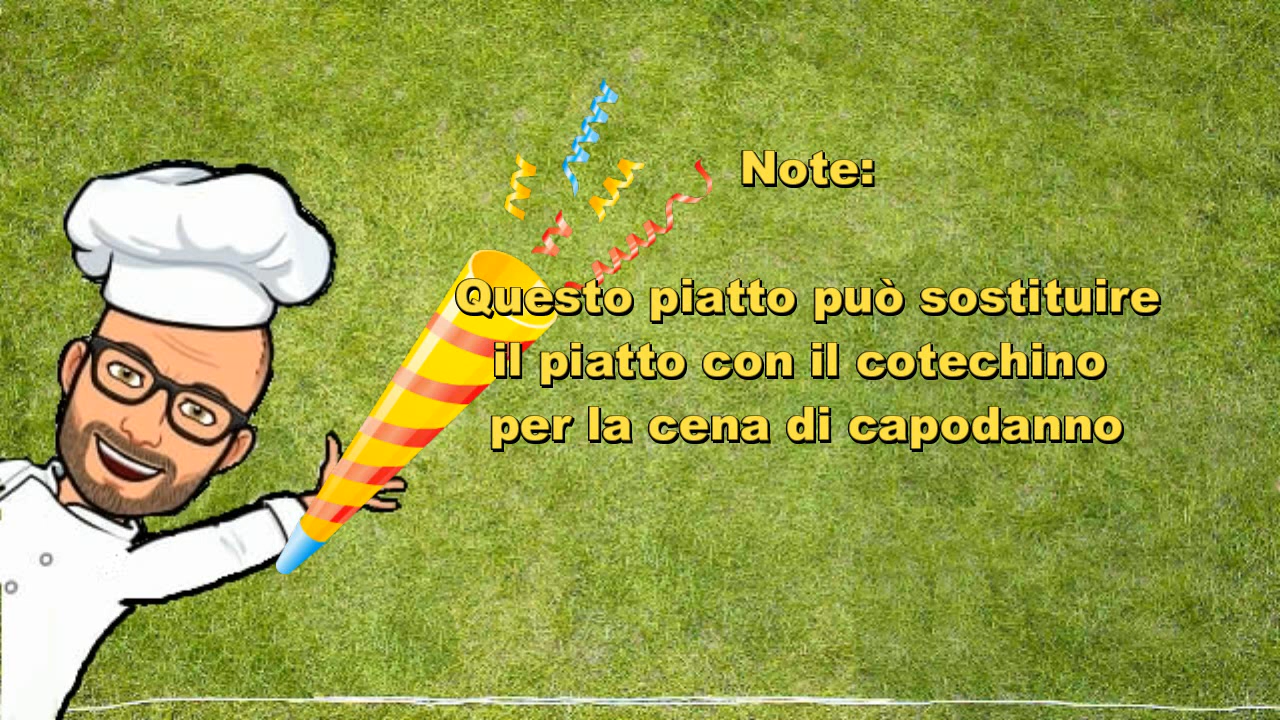 Note:
Questo piatto può sostituire
il piatto con il cotechino
per la cena di capodanno